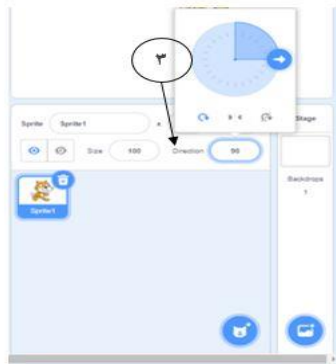 ٣
Sprite Sprite1 x Stage
Size 100 Direction 90
Backdrops
1
Sprite1